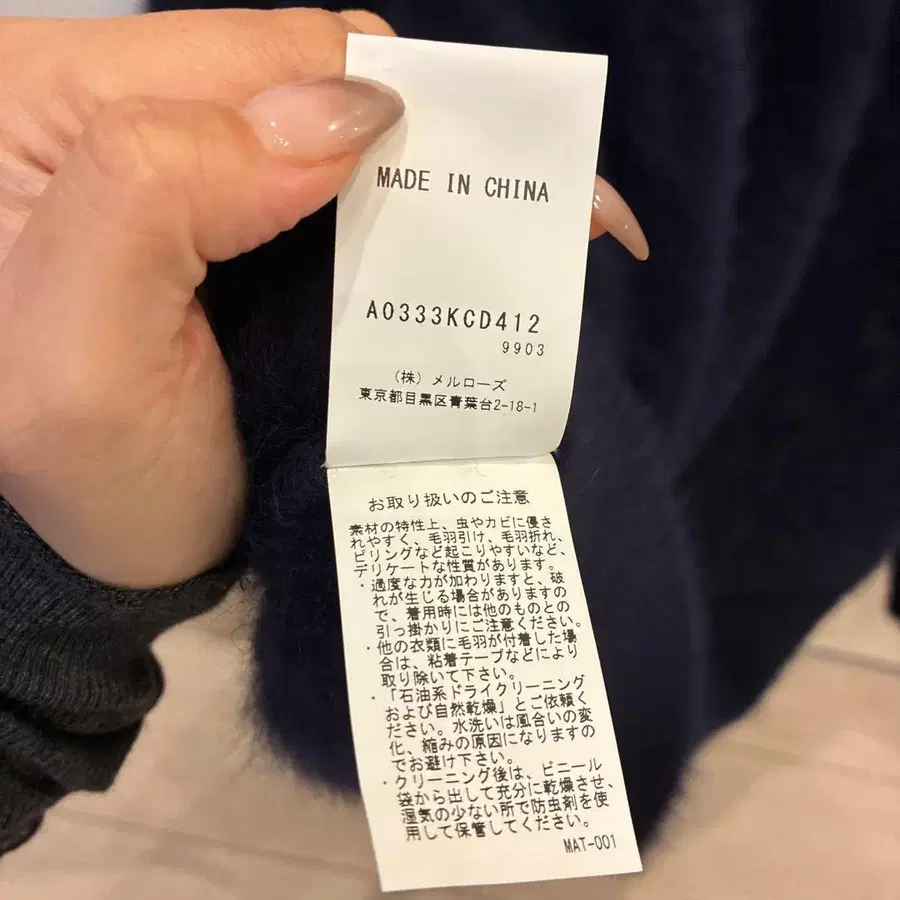 MADE IN CHINA
A0333KCD412
9903
(株) メルローズ
東京都目黒区青葉台2-18-1
お取り扱いのご注意
素材の特性上、虫やカビに侵さ
れやすく、毛羽引け、毛羽折れ、
ピリングなど起こりやすいなど、
デリケートな性質があります。
・過度な力が加わりますと、破
れが生じる場合がありますの
で、着用時には他のものとの
引っ掛かりにご注意ください。
・他の衣類に毛羽が付着した場
合は、粘着テープなどにより
取り除いて下さい。
・「石油系ドライクリーニング
および自然乾燥」とご依頼く
ださい。水洗いは風合いの変
化、縮みの原因になりますの
でお避け下さい。
・クリーニング後は、ビニール
袋から出して充分に乾燥させ、
湿気の少ない所で防虫剤を使
用して保管してください。
MAT-001